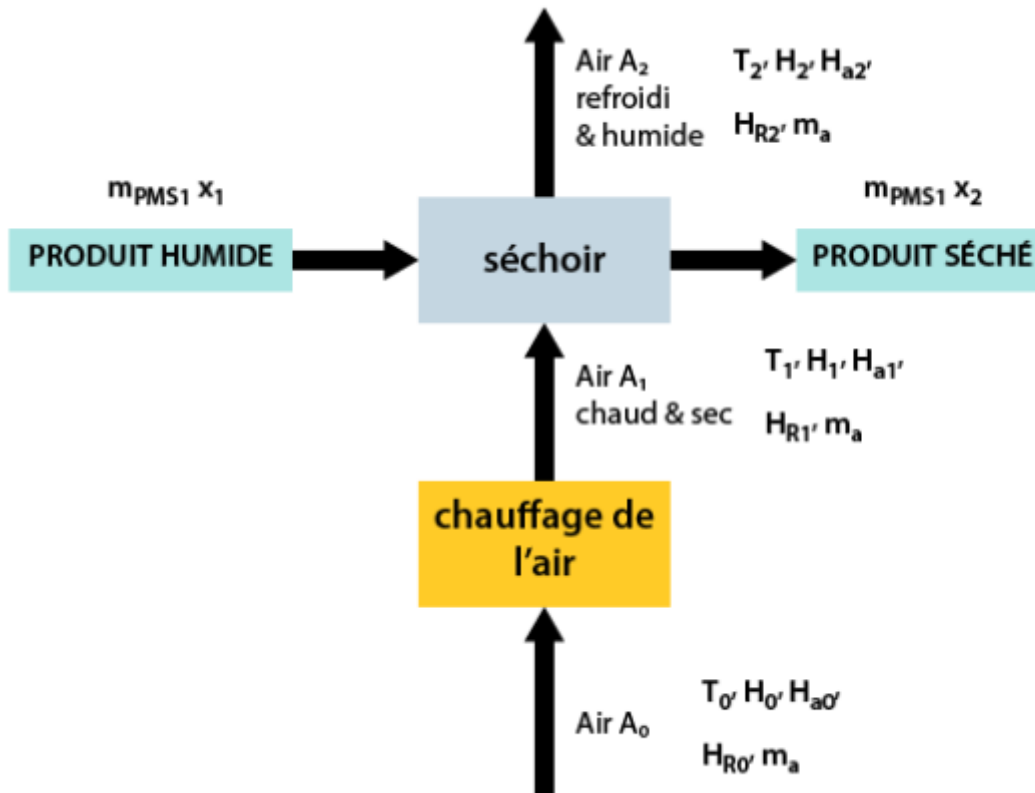 Air A₂
refroidi
& humide
T₂, H₂, Hₐ₂,
H_R₂, mₐ
m_PMS1 x₁
PRODUIT HUMIDE
séchoir
m_PMS1 x₂
PRODUIT SÉCHÉ
Air A₁
chaud & sec
T₁, H₁, Hₐ₁,
H_R₁, mₐ
chauffage de
l'air
Air A₀
T₀, H₀, Hₐ₀,
H_R₀, mₐ